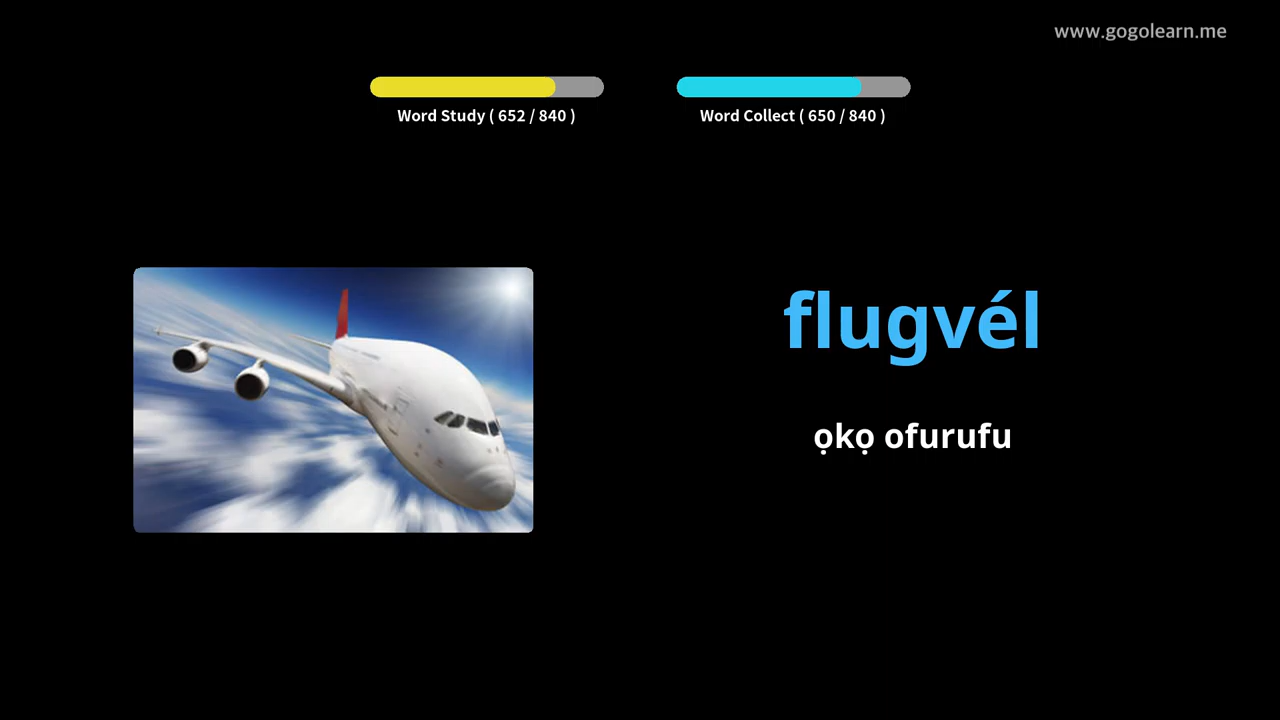 www.gogolearn.me
Word Study ( 652 / 840 )
Word Collect ( 650 / 840 )
flugvél
ọkọ ofurufu